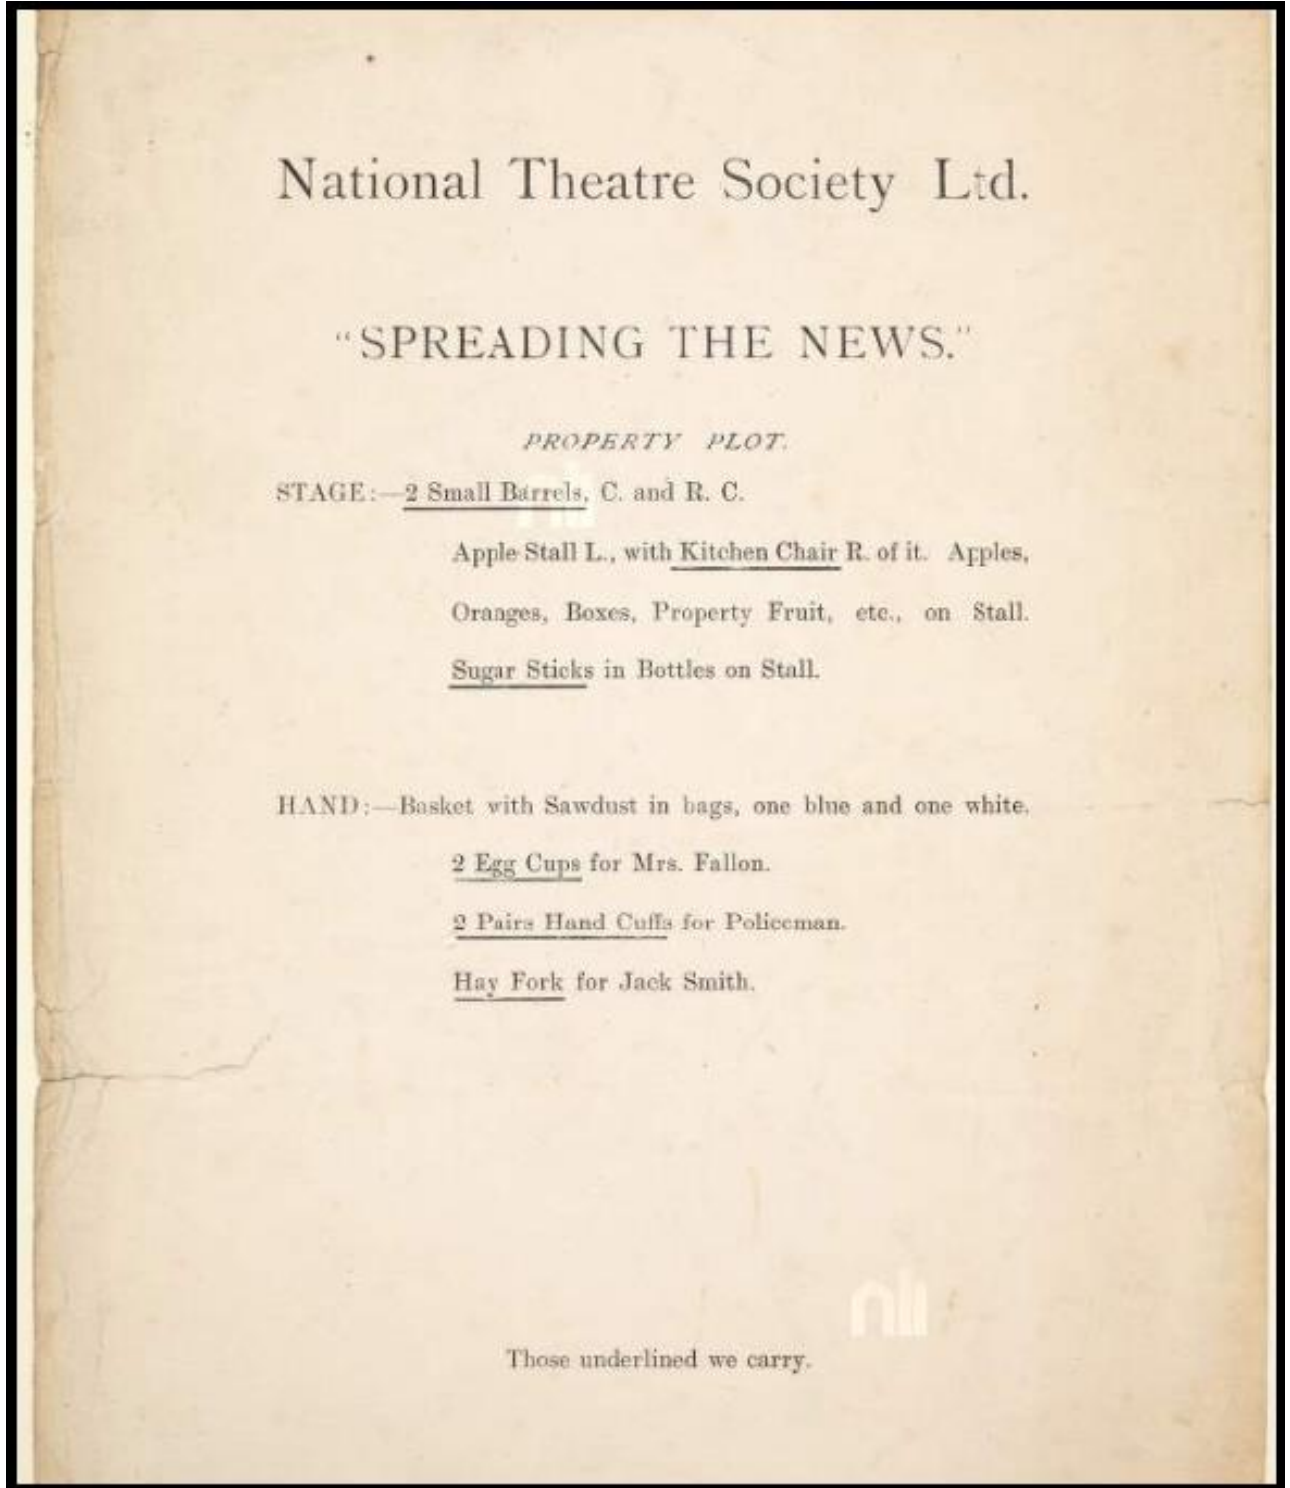 National Theatre Society Ltd.
"SPREADING THE NEWS."
PROPERTY PLOT.
STAGE:—2 Small Barrels, C. and R. C.
Apple Stall L., with Kitchen Chair R. of it. Apples,
Oranges, Boxes, Property Fruit, etc., on Stall.
Sugar Sticks in Bottles on Stall.
HAND:—Basket with Sawdust in bags, one blue and one white.
2 Egg Cups for Mrs. Fallon.
2 Pairs Hand Cuffs for Policeman.
Hay Fork for Jack Smith.
nli
Those underlined we carry.